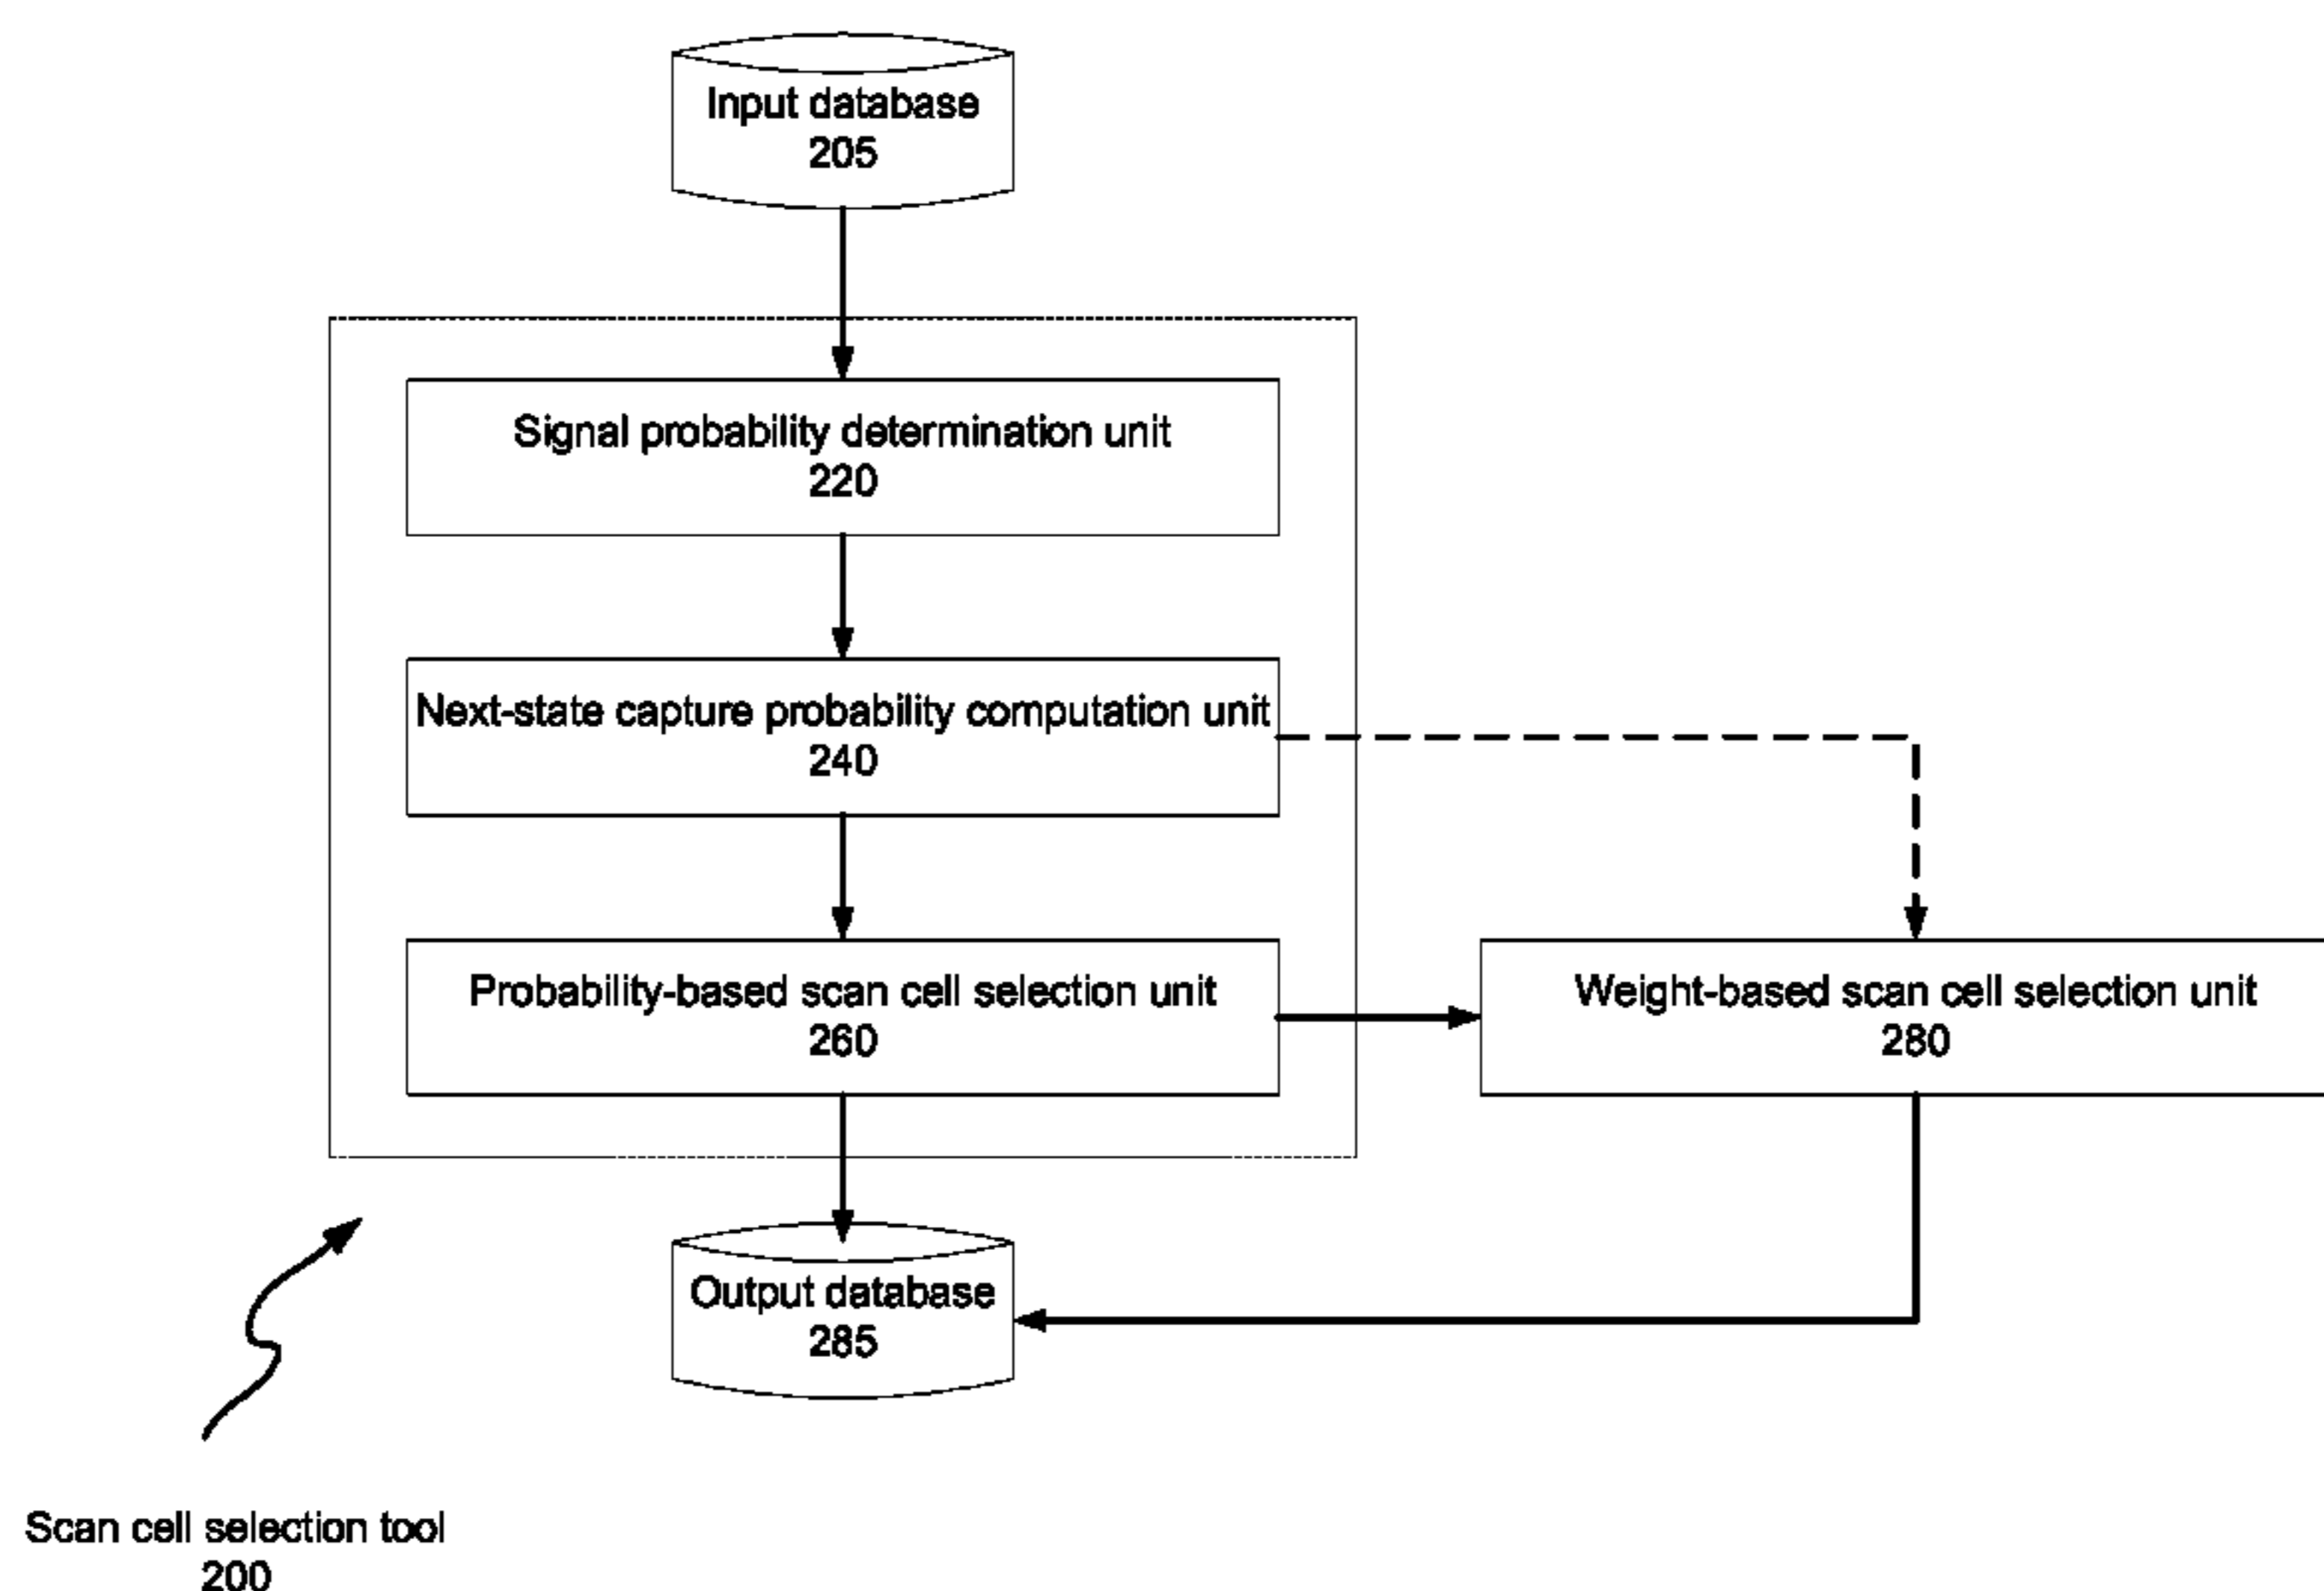 Input database
205
Signal probability determination unit
220
Next-state capture probability computation unit
240
Probability-based scan cell selection unit
260
Weight-based scan cell selection unit
280
Output database
285
Scan cell selection tool
200